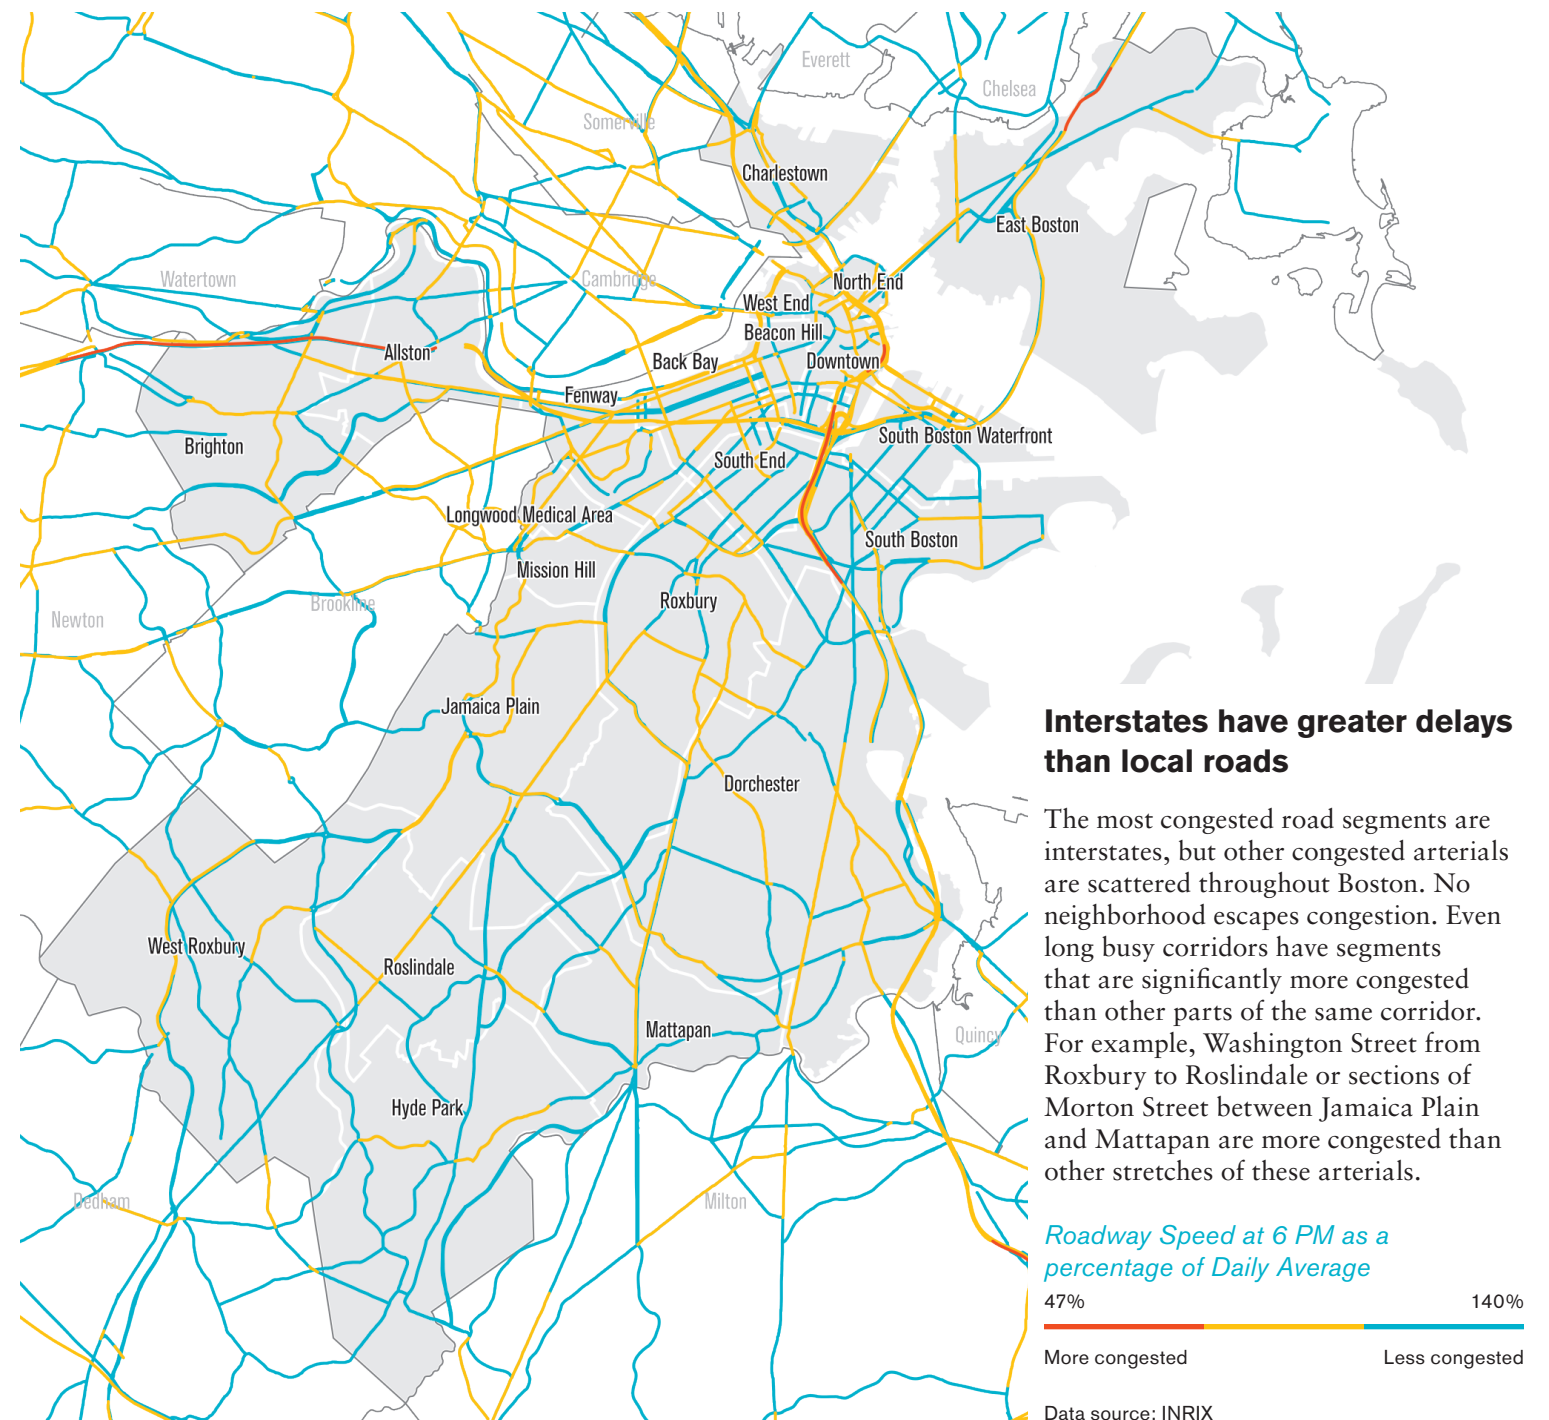 Everett
Chelsea
Somerville
Charlestown
East Boston
Watertown
Cambridge
North End
West End
Beacon Hill
Allston
Back Bay
Downtown
Fenway
Brighton
South Boston Waterfront
South End
Longwood Medical Area
South Boston
Mission Hill
Brookline
Roxbury
Newton
Jamaica Plain
Dorchester
West Roxbury
Roslindale
Mattapan
Quincy
Hyde Park
Dedham
Milton
Interstates have greater delays
than local roads
The most congested road segments are
interstates, but other congested arterials
are scattered throughout Boston. No
neighborhood escapes congestion. Even
long busy corridors have segments
that are significantly more congested
than other parts of the same corridor.
For example, Washington Street from
Roxbury to Roslindale or sections of
Morton Street between Jamaica Plain
and Mattapan are more congested than
other stretches of these arterials.
Roadway Speed at 6 PM as a
percentage of Daily Average
47% 140%
More congested Less congested
Data source: INRIX